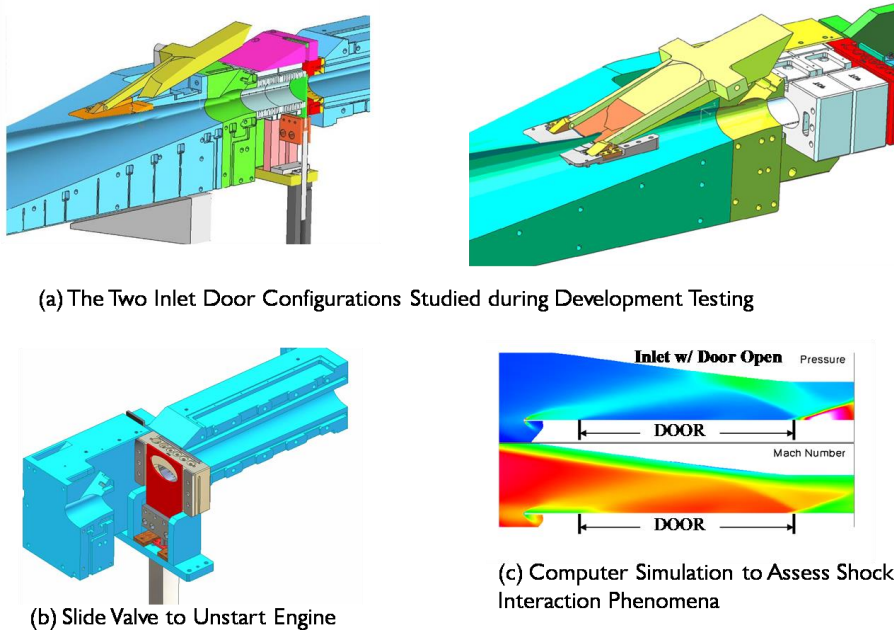 (a) The Two Inlet Door Configurations Studied during Development Testing
(b) Slide Valve to Unstart Engine
Inlet w/ Door Open
Pressure
DOOR
Mach Number
DOOR
(c) Computer Simulation to Assess Shock
Interaction Phenomena